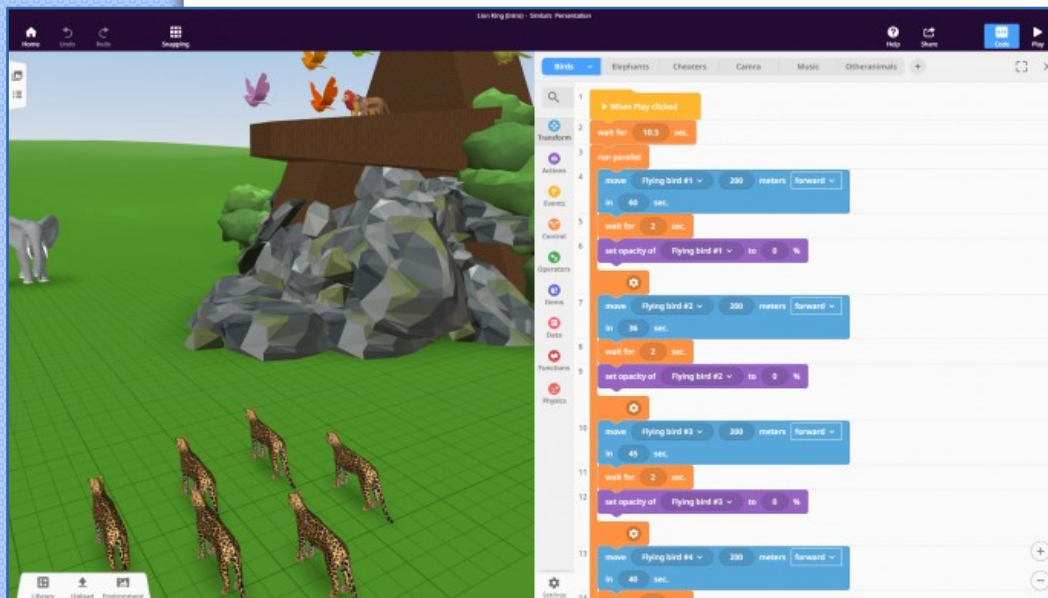 Lion King (Intro) - Simba's Persentation
Home Undo Redo Snapping Help Share Code Play
Birds Elephants Cheaters Camra Music Otheranimals +
Transform
Actions
Events
Control
Operators
Items
Data
Functions
Physics
Settings
1 When Play clicked
2 wait for 10.3 sec.
3 run parallel
4 move Flying bird #1 200 meters forward
in 60 sec.
5 wait for 2 sec.
6 set opacity of Flying bird #1 to 0 %
7 move Flying bird #2 200 meters forward
in 36 sec.
8 wait for 2 sec.
9 set opacity of Flying bird #2 to 0 %
10 move Flying bird #3 200 meters forward
in 45 sec.
11 wait for 2 sec.
12 set opacity of Flying bird #3 to 0 %
13 move Flying bird #4 200 meters forward
in 40 sec.
14
Library Upload Environment